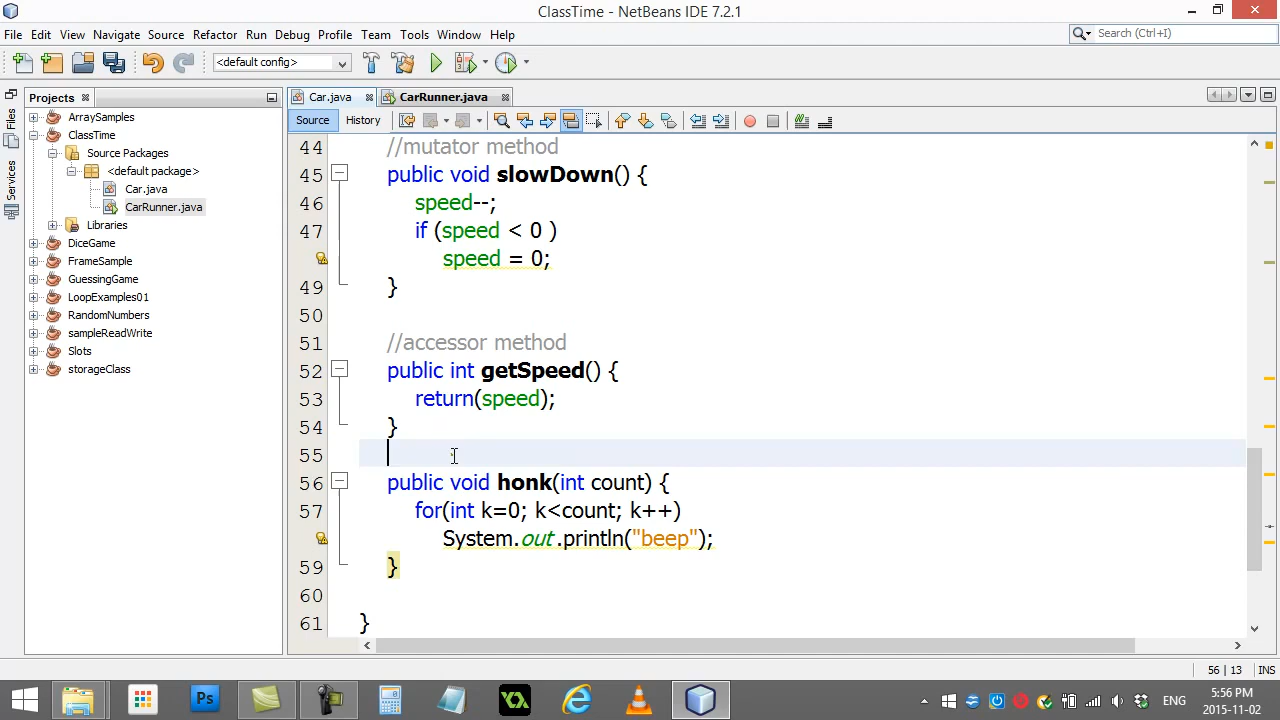 ClassTime - NetBeans IDE 7.2.1
File Edit View Navigate Source Refactor Run Debug Profile Team Tools Window Help
Search (Ctrl+I)
<default config>
Projects
Car.java
CarRunner.java
Source
History
Files
Services
ArraySamples
ClassTime
Source Packages
<default package>
Car.java
CarRunner.java
Libraries
DiceGame
FrameSample
GuessingGame
LoopExamples01
RandomNumbers
sampleReadWrite
Slots
storageClass
44 //mutator method
45 public void slowDown() {
46 speed--;
47 if (speed < 0 )
speed = 0;
49 }
50
51 //accessor method
52 public int getSpeed() {
53 return(speed);
54 }
55
56 public void honk(int count) {
57 for(int k=0; k<count; k++)
System.out.println("beep");
59 }
60
61 }
56 | 13 INS
Ps
ENG
5:56 PM
2015-11-02